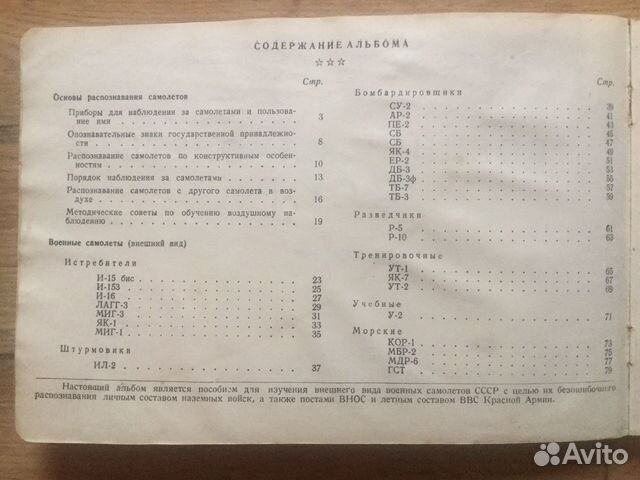 СОДЕРЖАНИЕ АЛЬБОМА
☆☆☆
Стр.
Основы распознавания самолетов
Приборы для наблюдения за самолетами и пользова-
ние ими . . . . . . . . . . 3
Опознавательные знаки государственной принадлежно-
сти . . . . . . . . . . 8
Распознавание самолетов по конструктивным особен-
ностям . . . . . . . . . . 10
Порядок наблюдения за самолетами . . . . 13
Распознавание самолетов с другого самолета в воз-
духе . . . . . . . . . . 16
Методические советы по обучению воздушному на-
блюдению . . . . . . . . . . 19
Военные самолеты (внешний вид)
Истребители
И-15 бис . . . . . . . . . . 23
И-153 . . . . . . . . . . 25
И-16 . . . . . . . . . . 27
ЛАГГ-3 . . . . . . . . . . 29
МИГ-3 . . . . . . . . . . 31
ЯК-1 . . . . . . . . . . 33
МИГ-1 . . . . . . . . . . 35
Штурмовики
ИЛ-2 . . . . . . . . . . 37
Стр.
Бомбардировщики
СУ-2 . . . . . . . . . . 39
АР-2 . . . . . . . . . . 41
ПЕ-2 . . . . . . . . . . 43
СБ . . . . . . . . . . 45
СБ . . . . . . . . . . 47
ЯК-4 . . . . . . . . . . 49
ЕР-2 . . . . . . . . . . 51
ДБ-3 . . . . . . . . . . 53
ДБ-3ф . . . . . . . . . .
ТБ-7 . . . . . . . . . . 57
ТБ-3 . . . . . . . . . . 59
Разведчики
Р-5 . . . . . . . . . . 61
Р-10 . . . . . . . . . . 63
Тренировочные
УТ-1 . . . . . . . . . . 65
ЯК-7 . . . . . . . . . . 67
УТ-2 . . . . . . . . . . 69
Учебные
У-2 . . . . . . . . . . 71
Морские
КОР-1 . . . . . . . . . . 73
МБР-2 . . . . . . . . . . 75
МДР-6 . . . . . . . . . . 77
ГСТ . . . . . . . . . . 79
Настоящий альбом является пособием для изучения внешнего вида военных самолетов СССР с целью их безошибочного
распознавания личным составом наземных войск, а также постами ВНОС и летным составом ВВС Красной Армии.
Avito